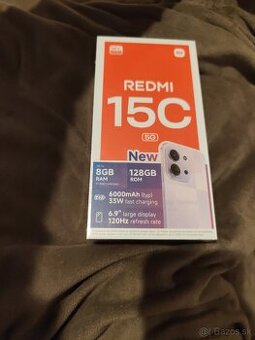 REDMI
15C
5G
New
8GB 128GB
RAM ROM
6000mAh (typ)
33W fast charging
6.9" large display
120Hz refresh rate
Bazos.sk